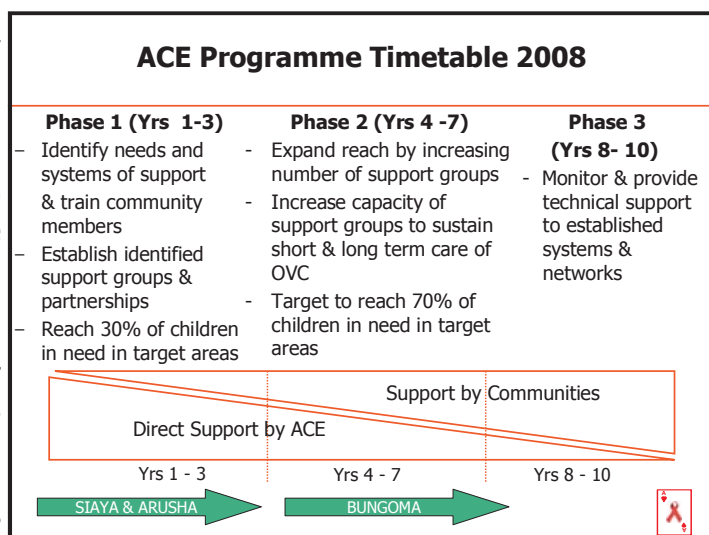 ACE Programme Timetable 2008
Phase 1 (Yrs 1-3)
– Identify needs and
systems of support
& train community
members
– Establish identified
support groups &
partnerships
– Reach 30% of children
in need in target areas
Phase 2 (Yrs 4 -7)
- Expand reach by increasing
number of support groups
- Increase capacity of
support groups to sustain
short & long term care of
OVC
- Target to reach 70% of
children in need in target
areas
Phase 3
(Yrs 8- 10)
- Monitor & provide
technical support
to established
systems &
networks
Support by Communities
Direct Support by ACE
Yrs 1 - 3
Yrs 4 - 7
Yrs 8 - 10
SIAYA & ARUSHA
BUNGOMA